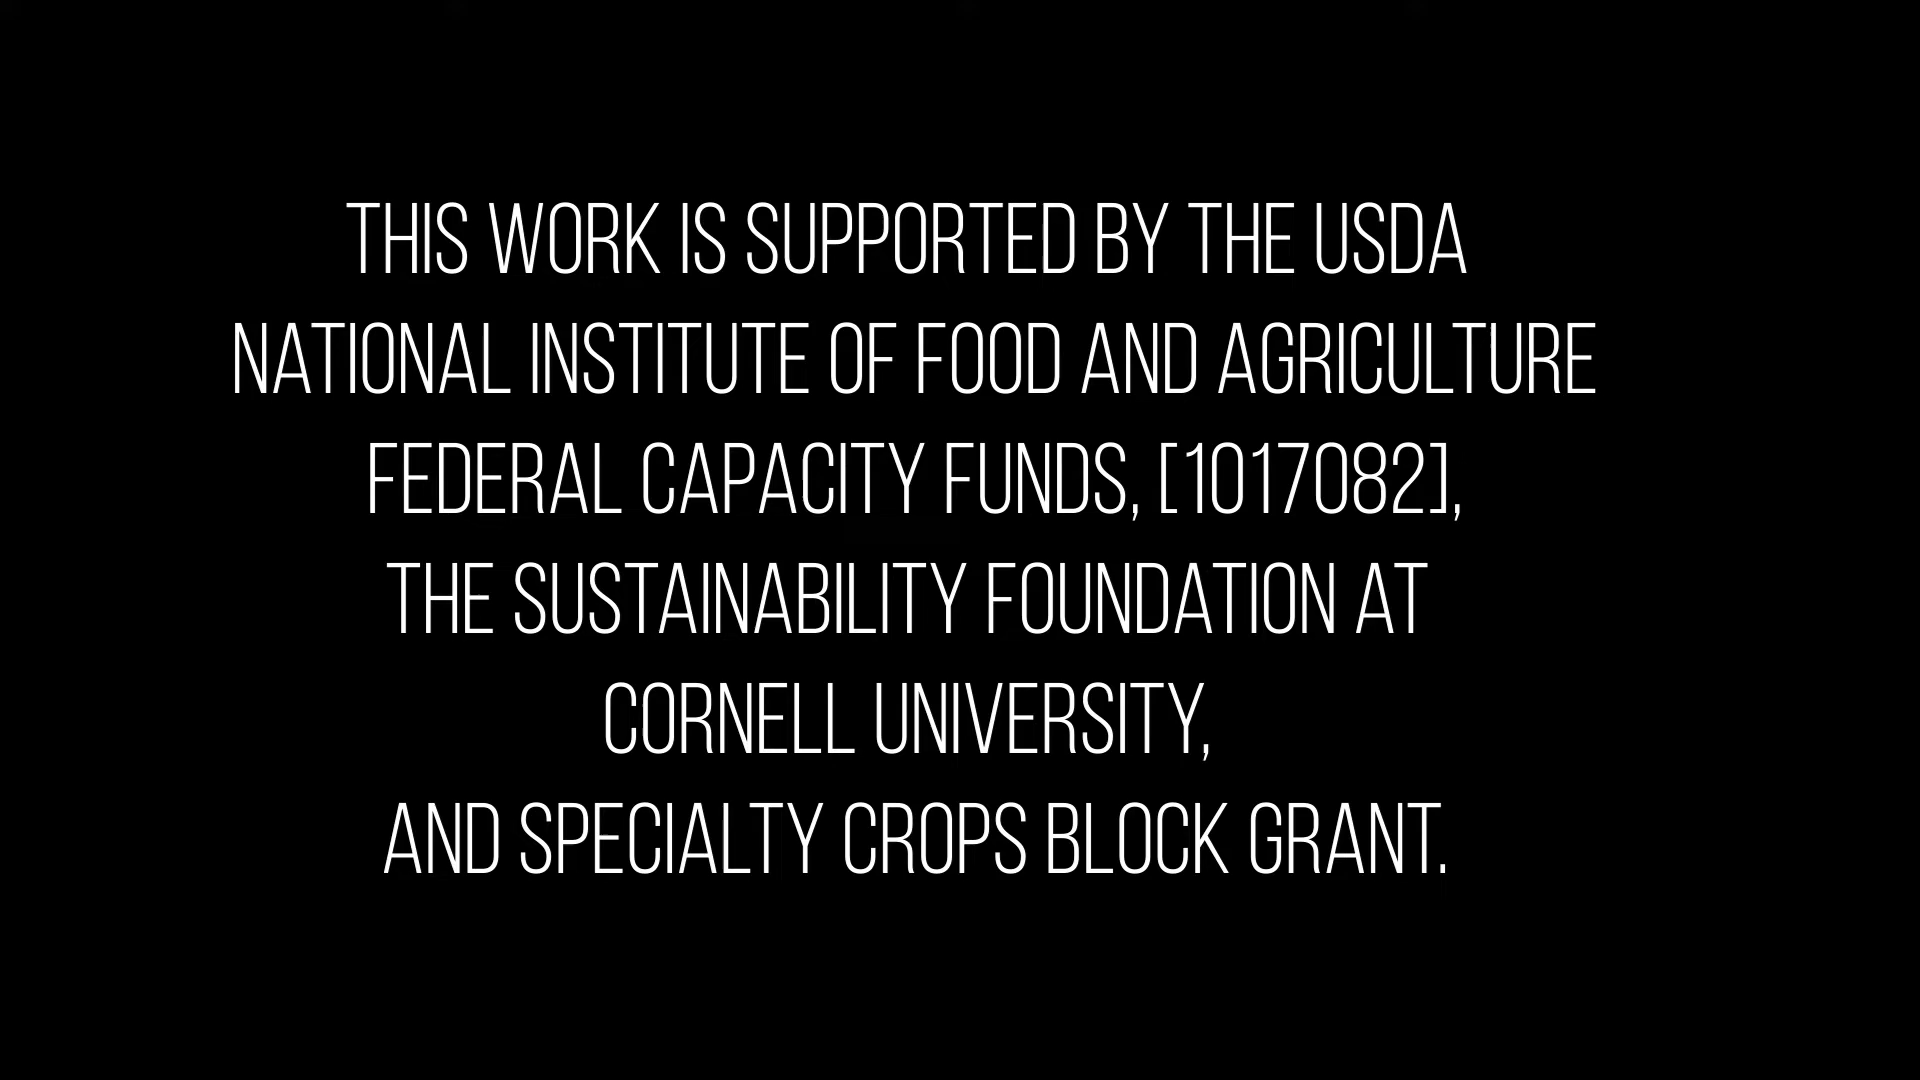 THIS WORK IS SUPPORTED BY THE USDA
NATIONAL INSTITUTE OF FOOD AND AGRICULTURE
FEDERAL CAPACITY FUNDS, [1017082],
THE SUSTAINABILITY FOUNDATION AT
CORNELL UNIVERSITY,
AND SPECIALTY CROPS BLOCK GRANT.